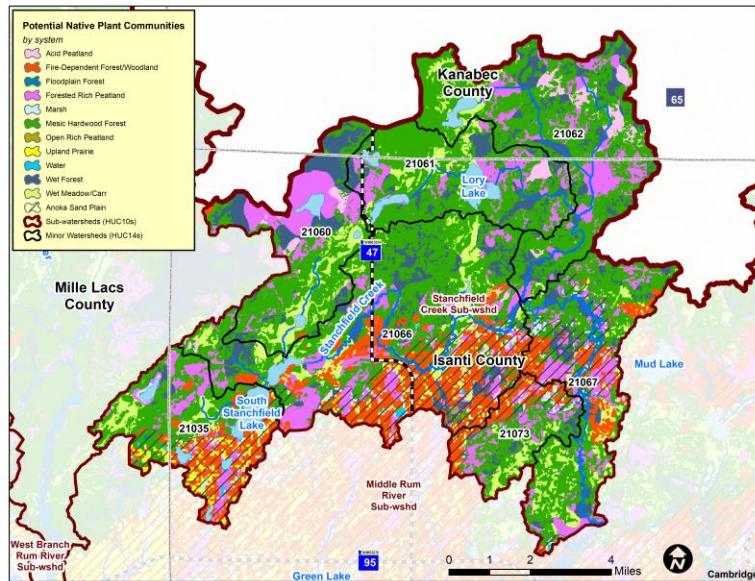 Potential Native Plant Communities
by system
Acid Peatland
Fire-Dependent Forest/Woodland
Floodplain Forest
Forested Rich Peatland
Marsh
Mesic Hardwood Forest
Open Rich Peatland
Upland Prairie
Water
Wet Forest
Wet Meadow/Carr
Anoka Sand Plain
Sub-watersheds (HUC10s)
Minor Watersheds (HUC14s)
Kanabec
County
65
21062
21061
Lory
Lake
21060
47
Mille Lacs
County
Stanchfield Creek
Stanchfield
Creek Sub-wshd
21066
Isanti County
Mud Lake
21067
South
Stanchfield
Lake
21035
21073
Middle Rum
River
Sub-wshd
West Branch
Rum River
Sub-wshd
95
Green Lake
0 2 4
Miles
N
Cambridge